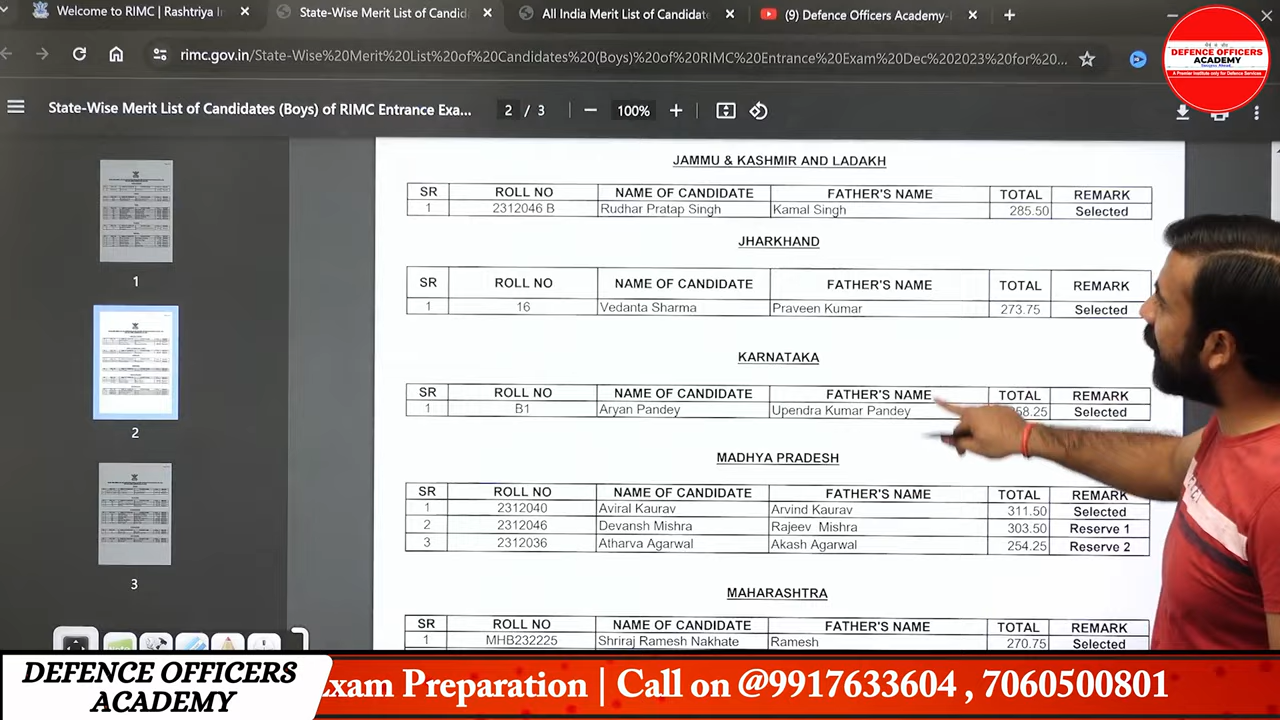 Welcome to RIMC | Rashtriya In
State-Wise Merit List of Candid
All India Merit List of Candidate
(9) Defence Officers Academy-
rimc.gov.in/State-Wise%20Merit%20List%20of%20Candidates%20(Boys)%20of%20RIMC%20Entrance%20Exam%20Dec%202023%20for%20...
DEFENCE OFFICERS
ACADEMY
A Premier Institute only for Defence Services
State-Wise Merit List of Candidates (Boys) of RIMC Entrance Exa...
2 / 3
100%
1
2
3
JAMMU & KASHMIR AND LADAKH
SR ROLL NO NAME OF CANDIDATE FATHER'S NAME TOTAL REMARK
1 2312046 B Rudhar Pratap Singh Kamal Singh 285.50 Selected
JHARKHAND
SR ROLL NO NAME OF CANDIDATE FATHER'S NAME TOTAL REMARK
1 16 Vedanta Sharma Praveen Kumar 273.75 Selected
KARNATAKA
SR ROLL NO NAME OF CANDIDATE FATHER'S NAME TOTAL REMARK
1 B1 Aryan Pandey Upendra Kumar Pandey 58.25 Selected
MADHYA PRADESH
SR ROLL NO NAME OF CANDIDATE FATHER'S NAME TOTAL REMARK
1 2312040 Aviral Kaurav Arvind Kaurav 311.50 Selected
2 2312046 Devansh Mishra Rajeev Mishra 303.50 Reserve 1
3 2312036 Atharva Agarwal Akash Agarwal 254.25 Reserve 2
MAHARASHTRA
SR ROLL NO NAME OF CANDIDATE FATHER'S NAME TOTAL REMARK
1 MHB232225 Shriraj Ramesh Nakhate Ramesh 270.75 Selected
DEFENCE OFFICERS
ACADEMY
Exam Preparation | Call on @9917633604 , 7060500801